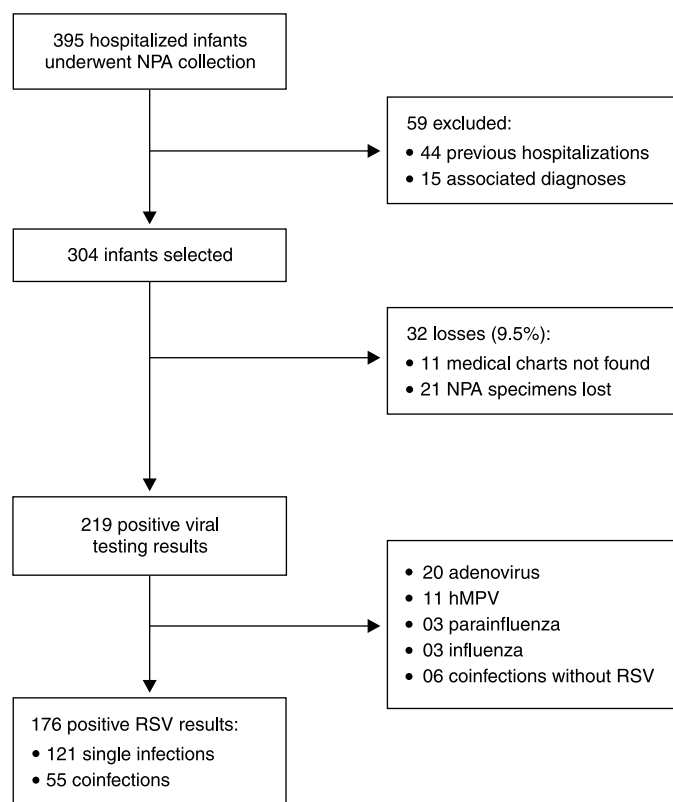 395 hospitalized infants
underwent NPA collection
59 excluded:
• 44 previous hospitalizations
• 15 associated diagnoses
304 infants selected
32 losses (9.5%):
• 11 medical charts not found
• 21 NPA specimens lost
219 positive viral
testing results
• 20 adenovirus
• 11 hMPV
• 03 parainfluenza
• 03 influenza
• 06 coinfections without RSV
176 positive RSV results:
• 121 single infections
• 55 coinfections